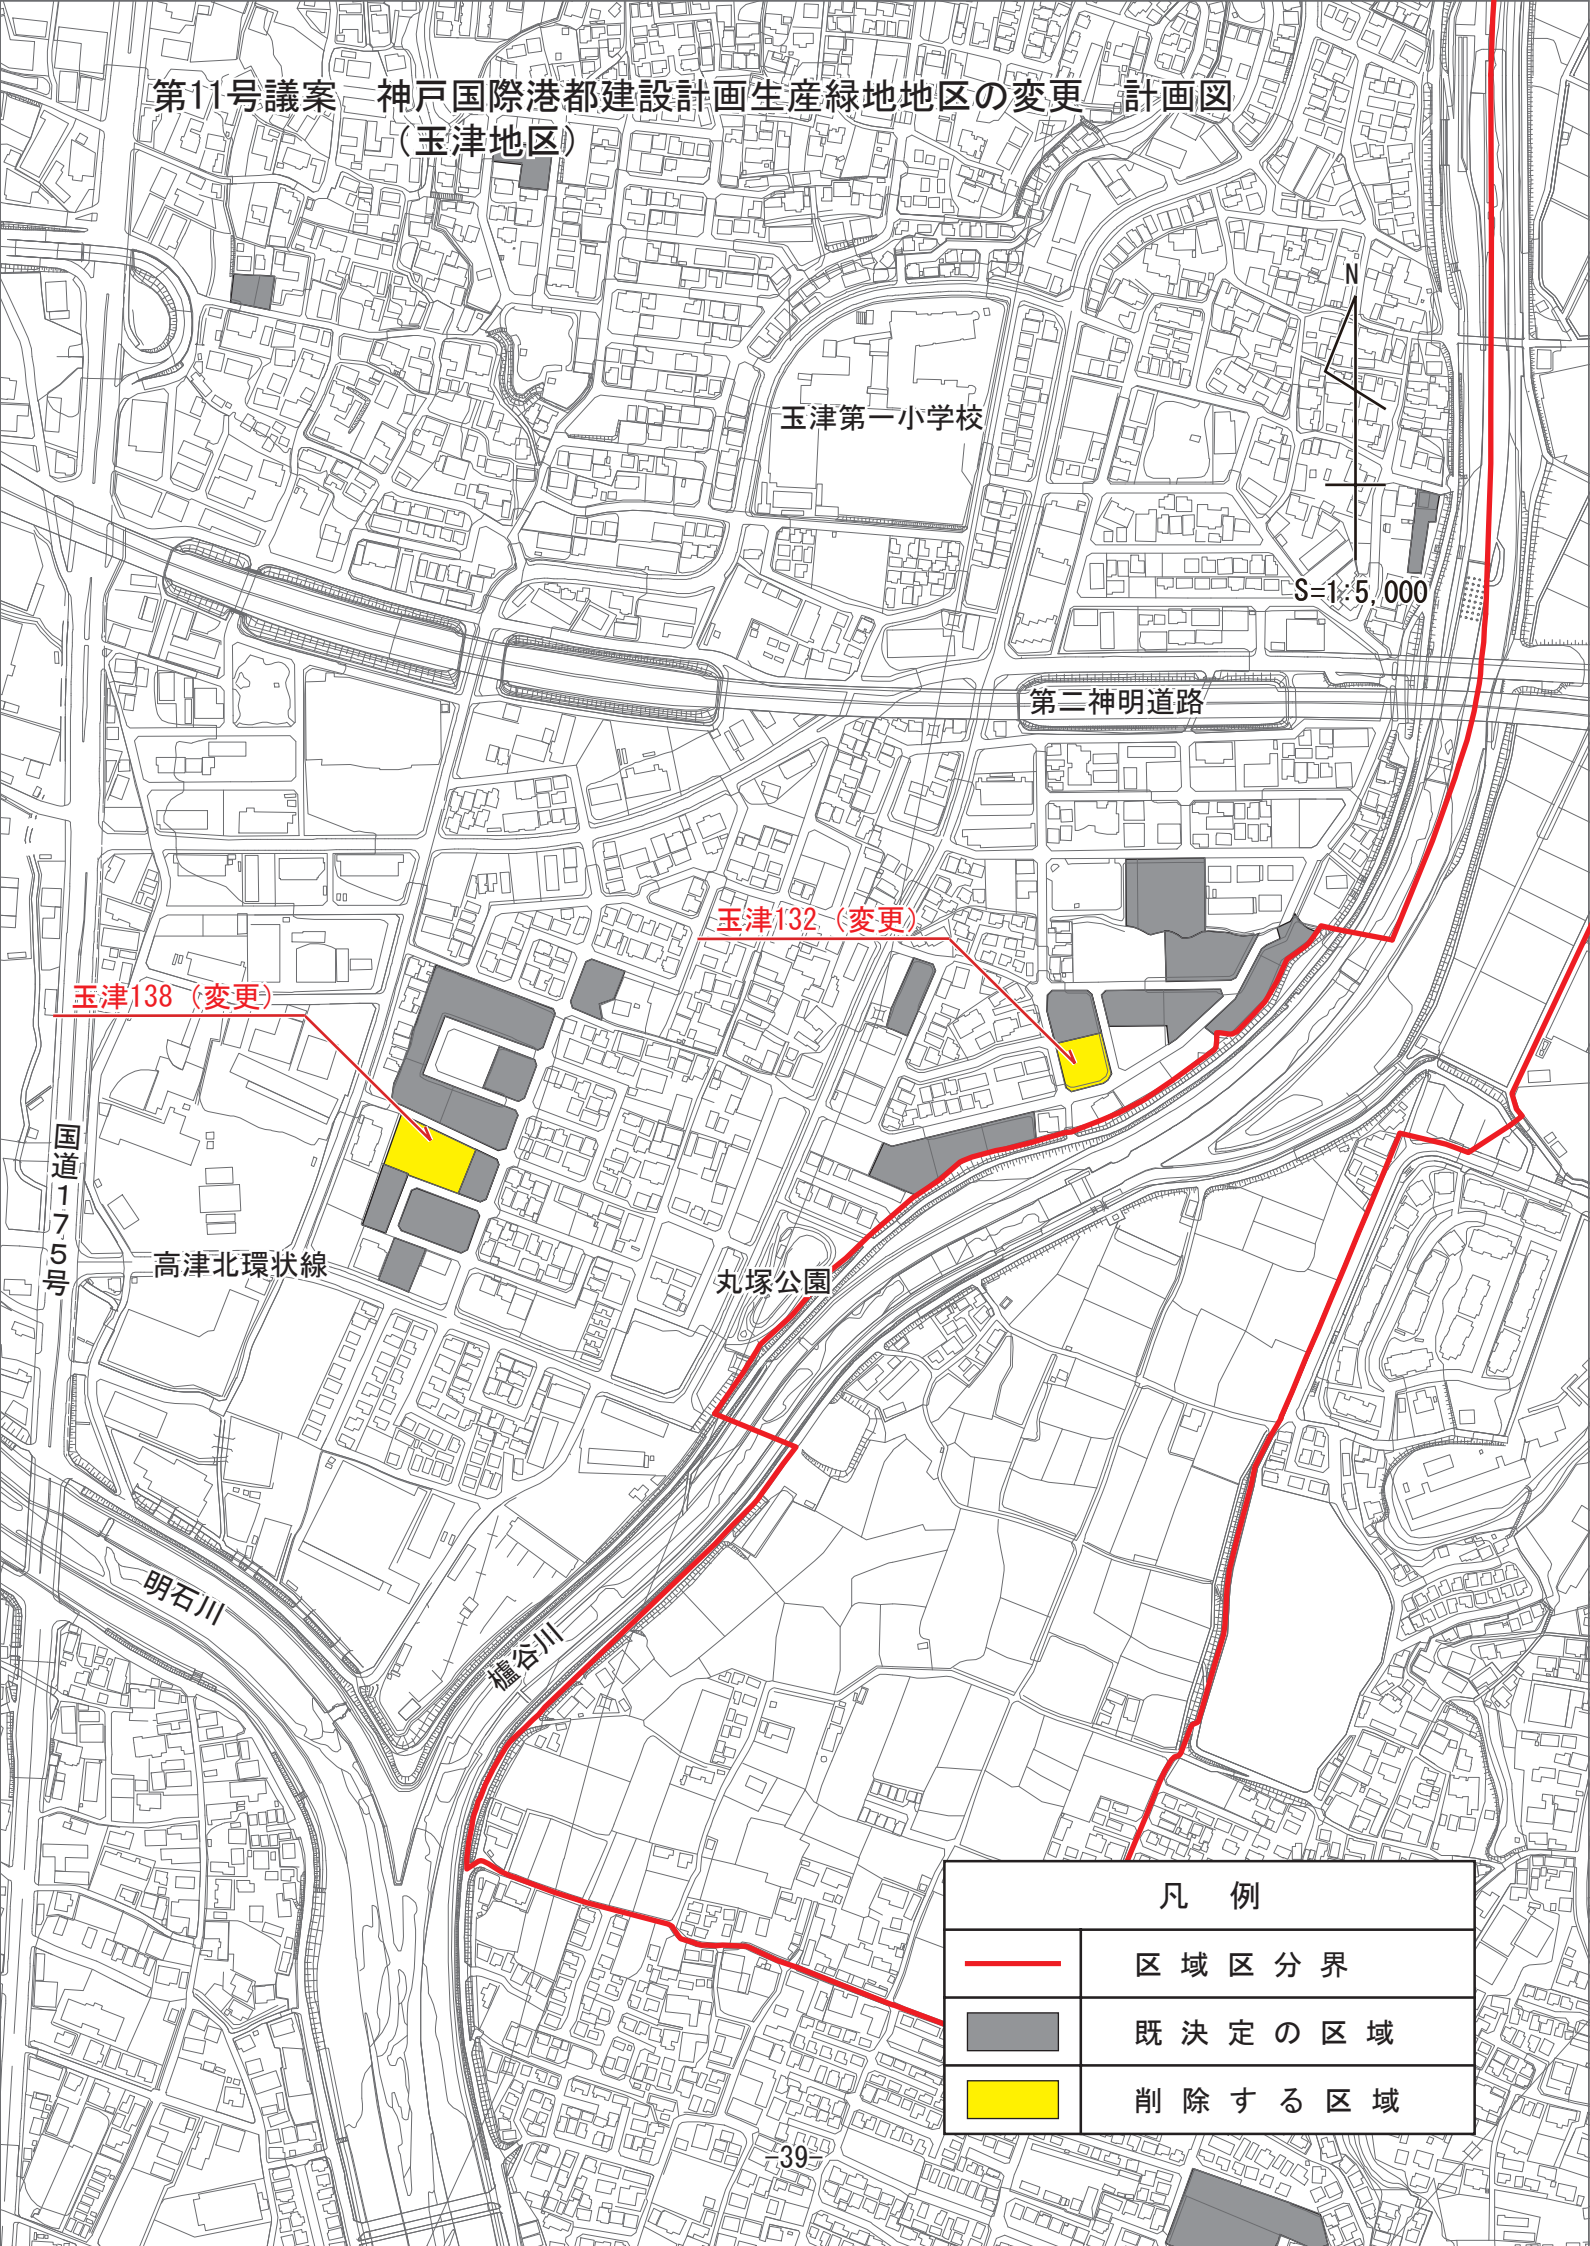 第11号議案　神戸国際港都建設計画生産緑地地区の変更　計画図
（玉津地区）
N
玉津第一小学校
S=1:5,000
第二神明道路
玉津132（変更）
玉津138（変更）
国道175号
高津北環状線
丸塚公園
明石川
櫨谷川
凡　例
区域区分界
既決定の区域
削除する区域
-39-